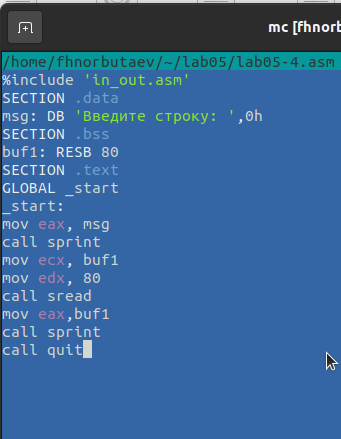 mc [fhnorbutaev
/home/fhnorbutaev/~/lab05/lab05-4.asm
%include 'in_out.asm'
SECTION .data
msg: DB 'Введите строку: ',0h
SECTION .bss
buf1: RESB 80
SECTION .text
GLOBAL _start
_start:
mov eax, msg
call sprint
mov ecx, buf1
mov edx, 80
call sread
mov eax,buf1
call sprint
call quit